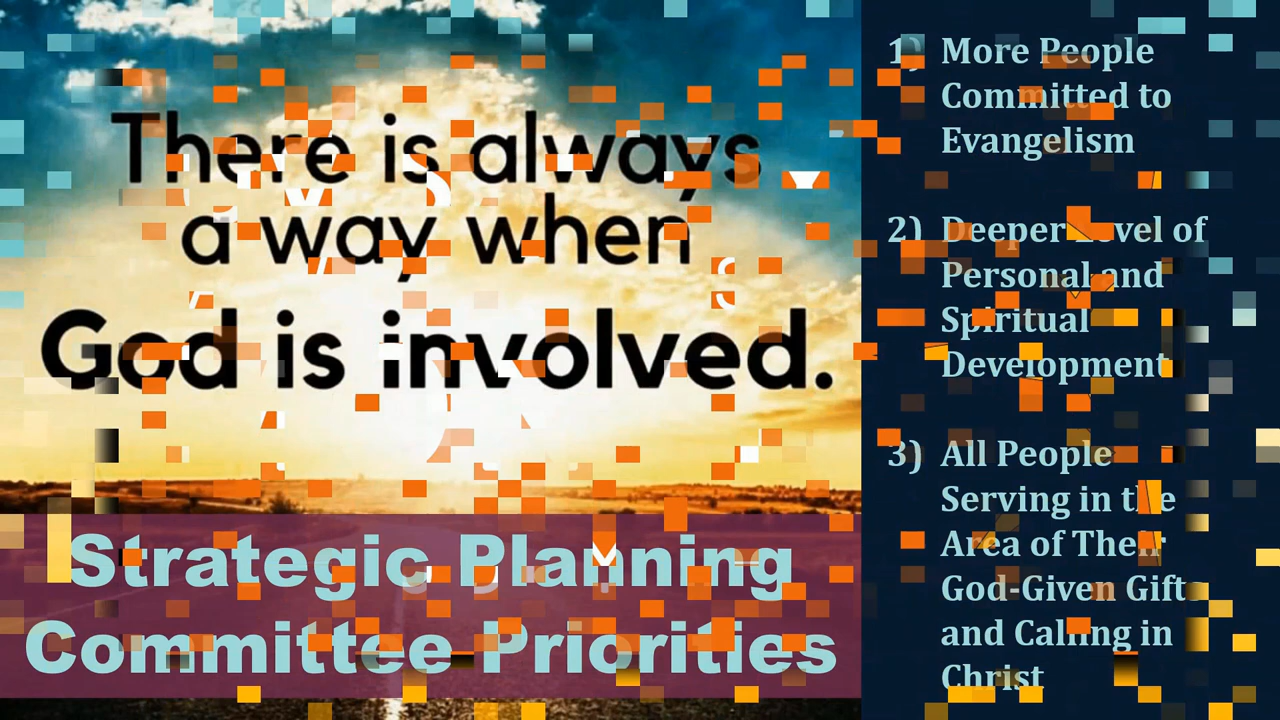 There is always
a way when
God is involved.
Strategic Planning
Committee Priorities
1) More People
Committed to
Evangelism
2) Deeper Level of
Personal and
Spiritual
Development
3) All People
Serving in the
Area of Their
God-Given Gift
and Calling in
Christ